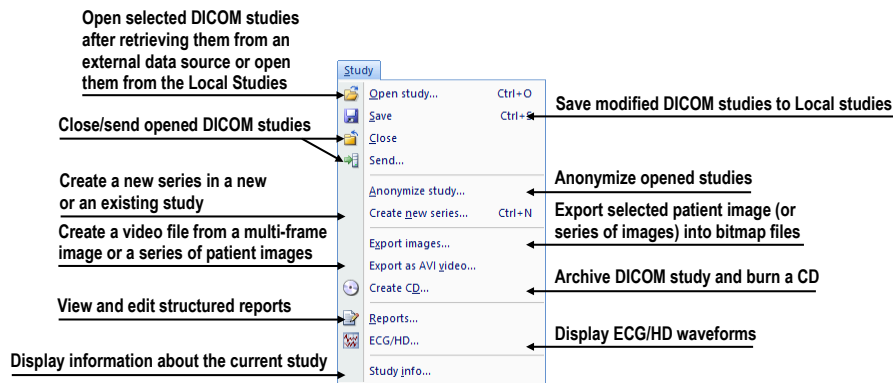 Open selected DICOM studies
after retrieving them from an
external data source or open
them from the Local Studies
Close/send opened DICOM studies
Create a new series in a new
or an existing study
Create a video file from a multi-frame
image or a series of patient images
View and edit structured reports
Display information about the current study
Study
Open study... Ctrl+O
Save Ctrl+S
Close
Send...
Anonymize study...
Create new series... Ctrl+N
Export images...
Export as AVI video...
Create CD...
Reports...
ECG/HD...
Study info...
Save modified DICOM studies to Local studies
Anonymize opened studies
Export selected patient image (or
series of images) into bitmap files
Archive DICOM study and burn a CD
Display ECG/HD waveforms